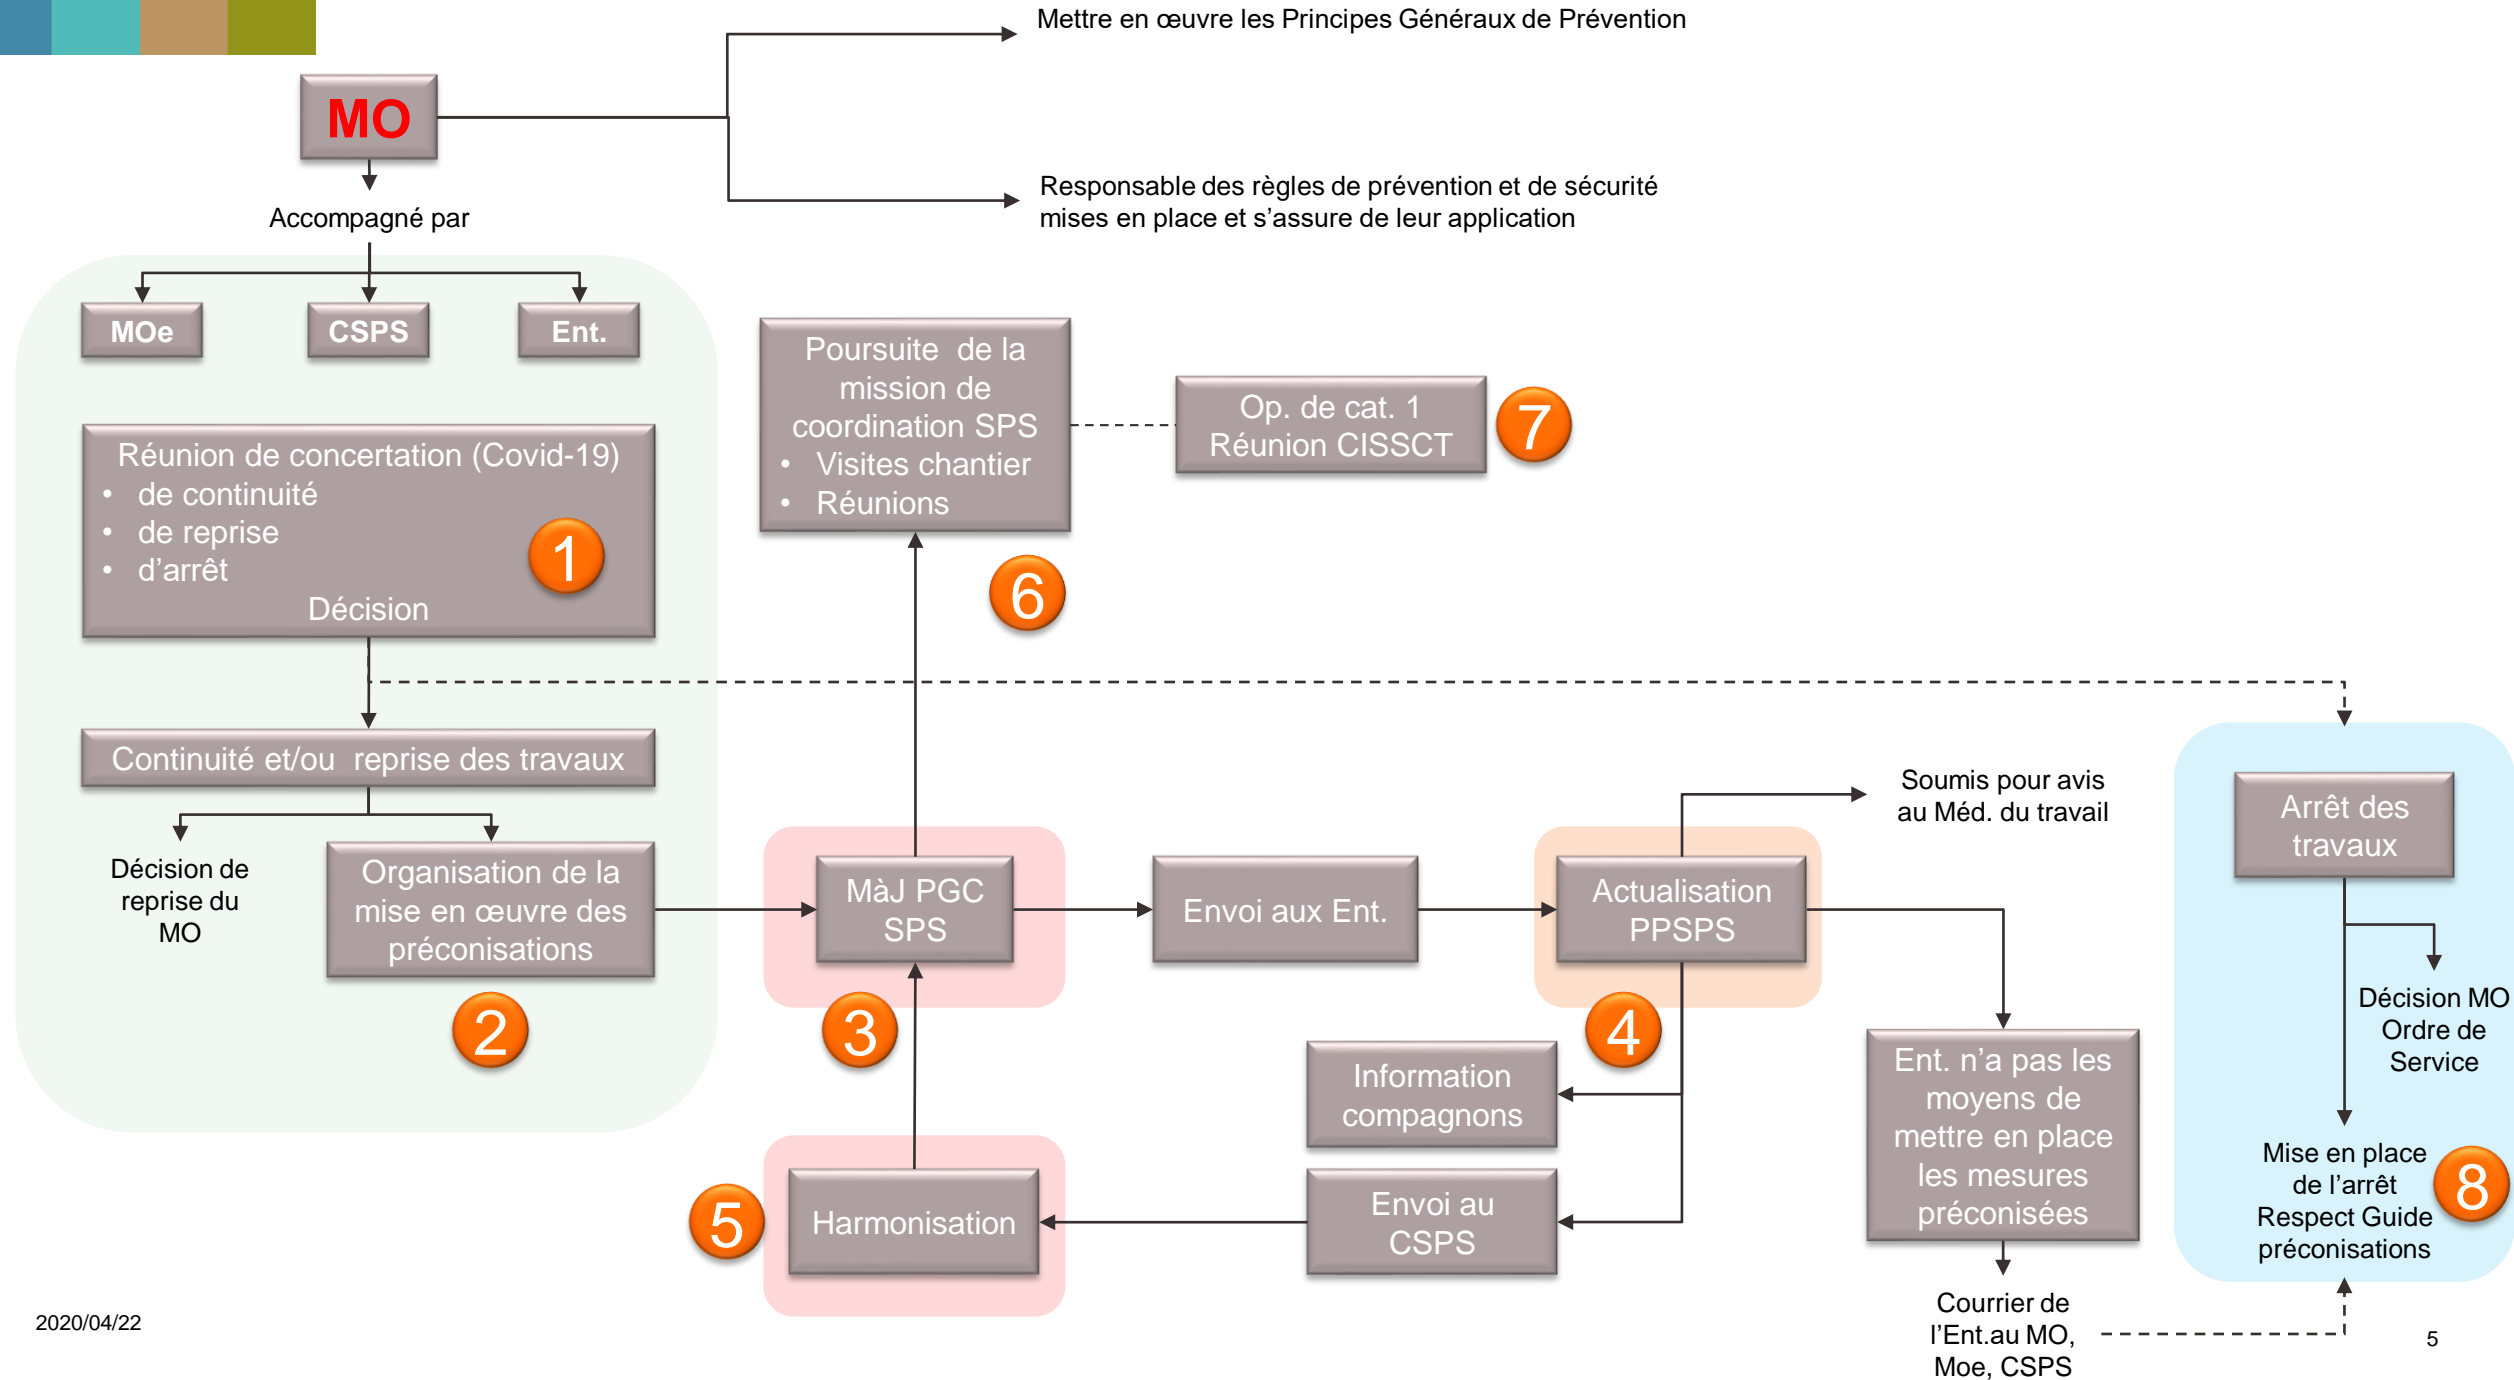 Mettre en œuvre les Principes Généraux de Prévention
MO
Responsable des règles de prévention et de sécurité
mises en place et s’assure de leur application
Accompagné par
MOe
CSPS
Ent.
Réunion de concertation (Covid-19)
• de continuité
• de reprise
• d’arrêt
Décision
1
Poursuite de la
mission de
coordination SPS
• Visites chantier
• Réunions
6
Op. de cat. 1
Réunion CISSCT
7
Continuité et/ou reprise des travaux
Décision de
reprise du
MO
Organisation de la
mise en œuvre des
préconisations
2
MàJ PGC
SPS
3
Envoi aux Ent.
Actualisation
PPSPS
4
Soumis pour avis
au Méd. du travail
Information
compagnons
Envoi au
CSPS
Harmonisation
5
Ent. n’a pas les
moyens de
mettre en place
les mesures
préconisées
Courrier de
l’Ent.au MO,
Moe, CSPS
Arrêt des
travaux
Décision MO
Ordre de
Service
Mise en place
de l’arrêt
Respect Guide
préconisations
8
2020/04/22
5